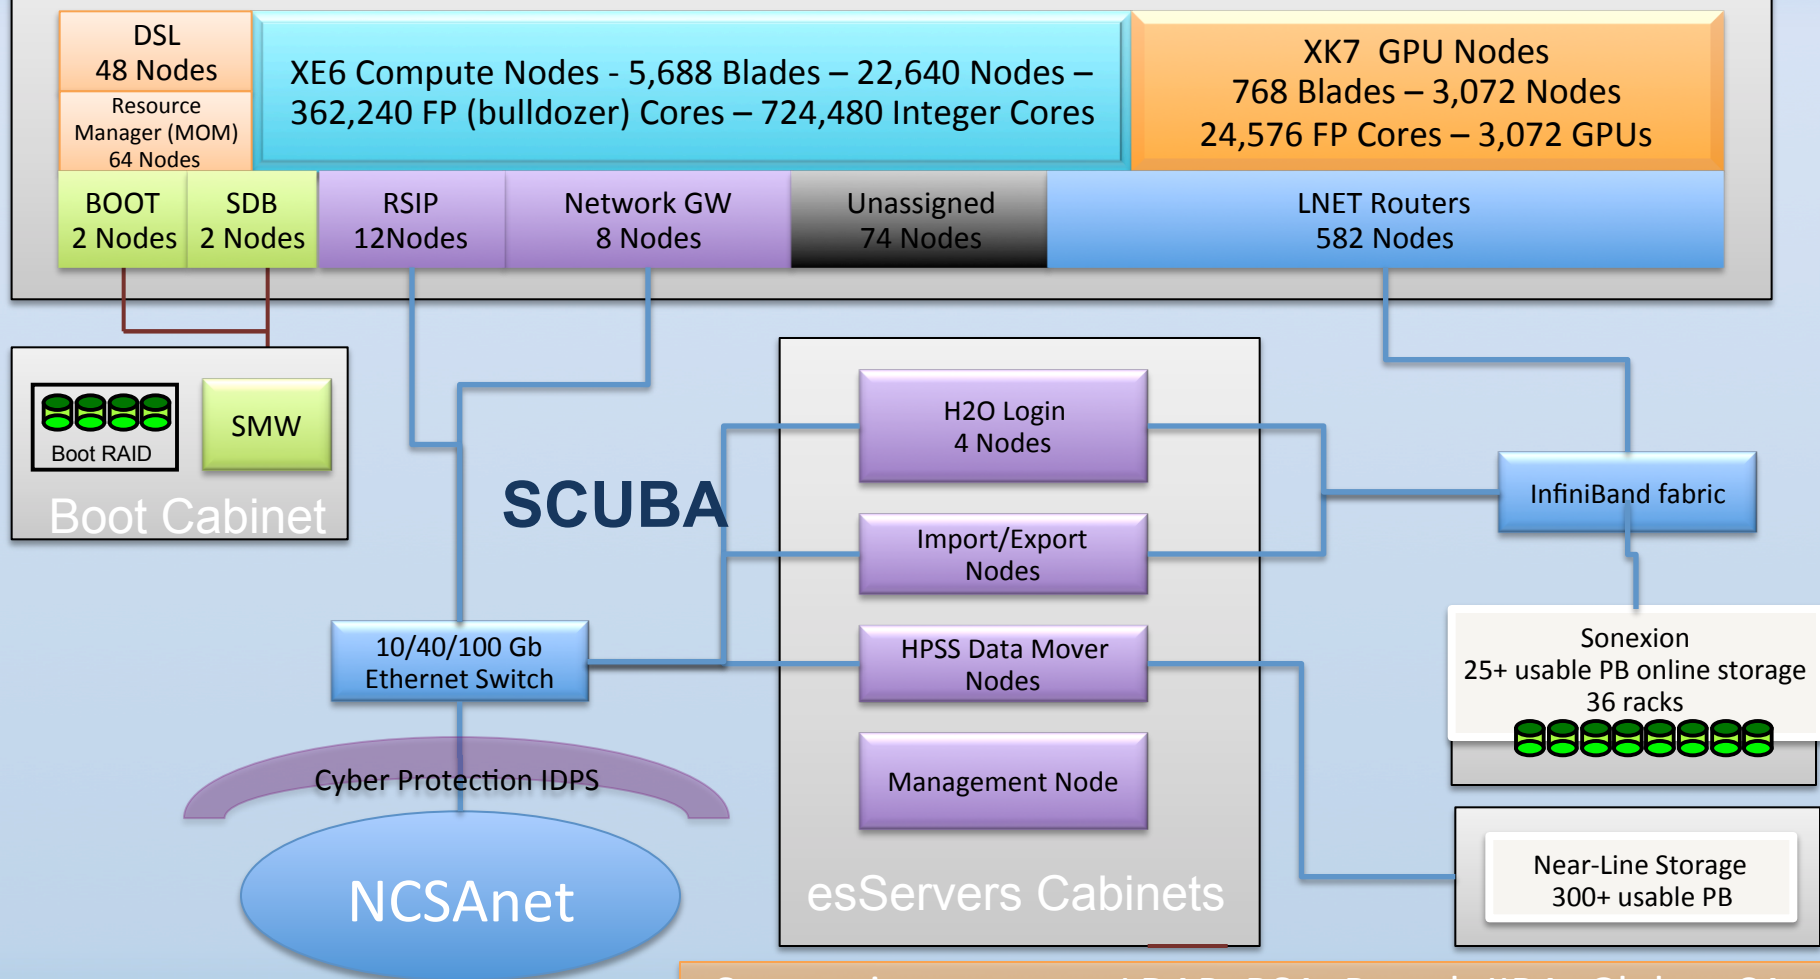 DSL
48 Nodes
Resource
Manager (MOM)
64 Nodes
XE6 Compute Nodes - 5,688 Blades – 22,640 Nodes –
362,240 FP (bulldozer) Cores – 724,480 Integer Cores
XK7 GPU Nodes
768 Blades – 3,072 Nodes
24,576 FP Cores – 3,072 GPUs
BOOT
2 Nodes
SDB
2 Nodes
RSIP
12Nodes
Network GW
8 Nodes
Unassigned
74 Nodes
LNET Routers
582 Nodes
Boot RAID
SMW
Boot Cabinet
SCUBA
H2O Login
4 Nodes
Import/Export
Nodes
HPSS Data Mover
Nodes
Management Node
esServers Cabinets
InfiniBand fabric
10/40/100 Gb
Ethernet Switch
Cyber Protection IDPS
NCSAnet
Sonexion
25+ usable PB online storage
36 racks
Near-Line Storage
300+ usable PB